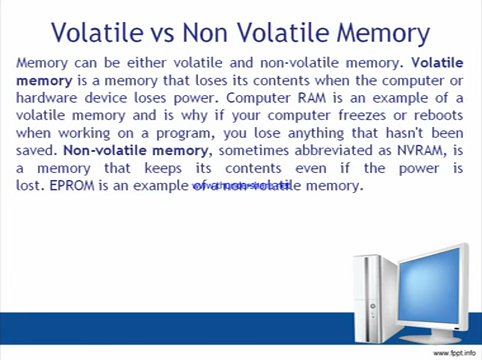 Volatile vs Non Volatile Memory
Memory can be either volatile and non-volatile memory. Volatile
memory is a memory that loses its contents when the computer or
hardware device loses power. Computer RAM is an example of a
volatile memory and is why if your computer freezes or reboots
when working on a program, you lose anything that hasn't been
saved. Non-volatile memory, sometimes abbreviated as NVRAM, is
a memory that keeps its contents even if the power is
lost. EPROM is an example of a non-volatile memory.
www.fppt.info